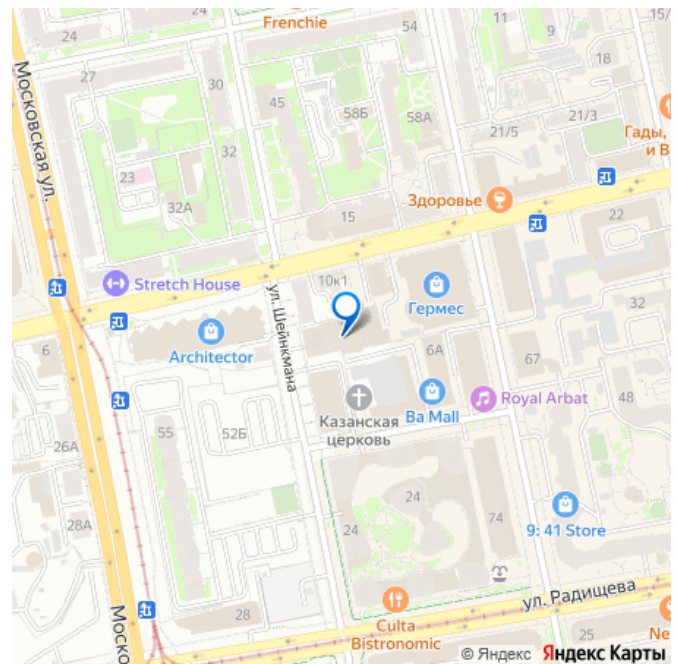 24
Frenchie
54
11
9
15/
27
30
18
45
58Б
58А
21/5
21/3
Московская ул.
32
Гады,
и В
23
32А
Здоровье
15
22
Stretch House
10к1
Гермес
ул. Шейнкмана
32
6
Architector
6А
67
Казанская
церковь
Ba Mall
Royal Arbat
48
55
52Б
26А
24
24
74
28А
9: 41 Store
28
ул. Радищева
Culta
Bistronomic
25
Ne
Моско
© Яндекс Яндекс Карты